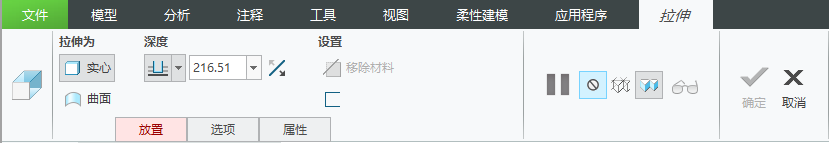 文件 模型 分析 注释 工具 视图 柔性建模 应用程序 拉伸
拉伸为 深度 设置
实心 216.51 移除材料
曲面
确定 取消
放置 选项 属性